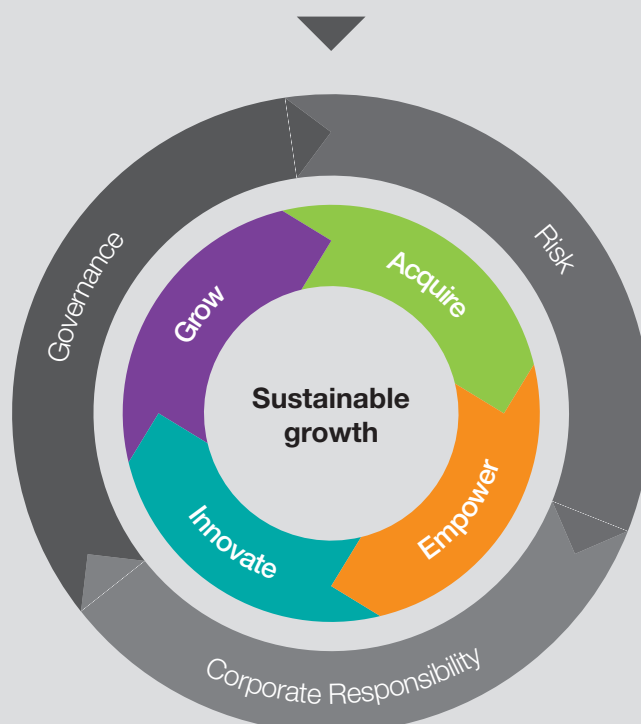 Governance
Risk
Corporate Responsibility
Grow
Acquire
Empower
Innovate
Sustainable
growth